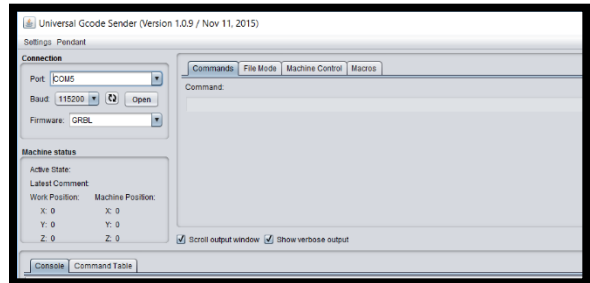 Universal Gcode Sender (Version 1.0.9 / Nov 11, 2015)
Settings Pendant
Connection
Port: COM5
Baud: 115200 Open
Firmware: GRBL
Commands File Mode Machine Control Macros
Command:
Machine status
Active State:
Latest Comment:
Work Position: Machine Position:
X: 0 X: 0
Y: 0 Y: 0
Z: 0 Z: 0
Scroll output window Show verbose output
Console Command Table